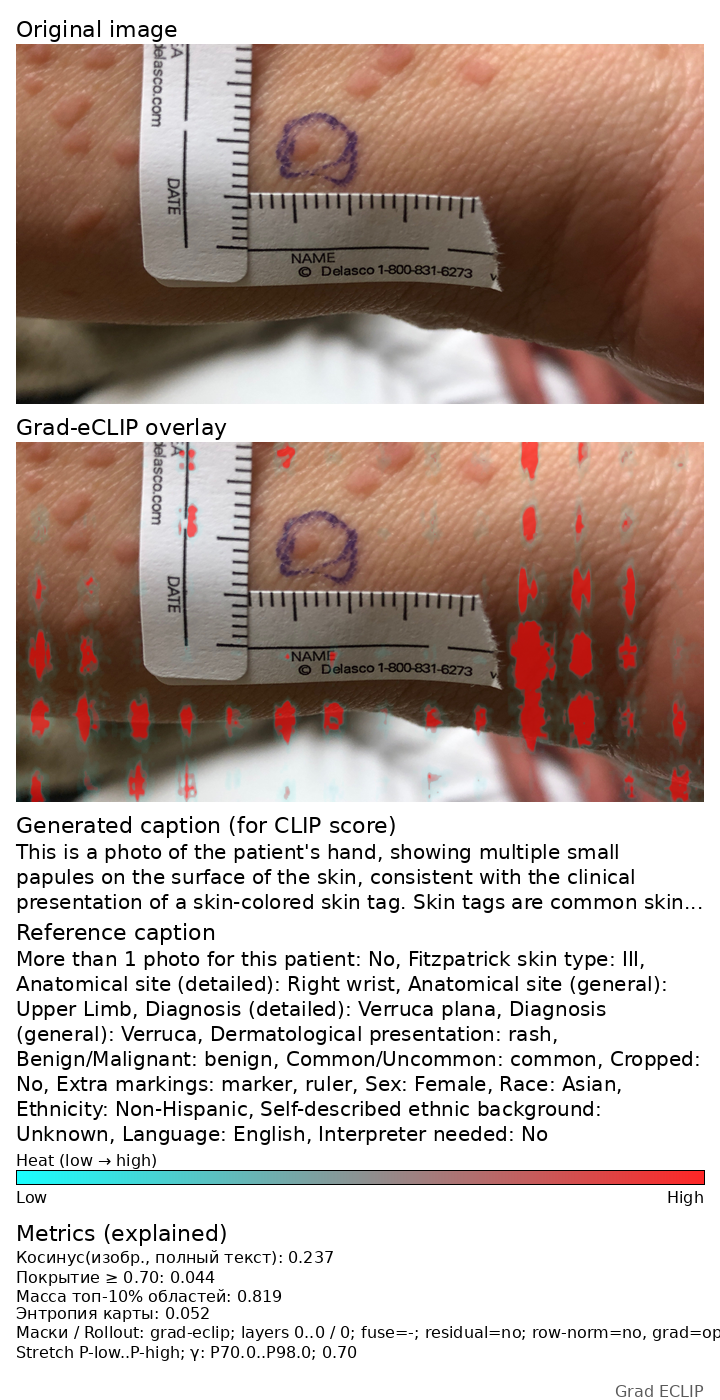 Original image
elasco.com
DATE
NAME
© Delasco 1-800-831-6273
Grad-eCLIP overlay
elasco.com
DATE
NAME
© Delasco 1-800-831-6273
Generated caption (for CLIP score)
This is a photo of the patient's hand, showing multiple small
papules on the surface of the skin, consistent with the clinical
presentation of a skin-colored skin tag. Skin tags are common skin...
Reference caption
More than 1 photo for this patient: No, Fitzpatrick skin type: III,
Anatomical site (detailed): Right wrist, Anatomical site (general):
Upper Limb, Diagnosis (detailed): Verruca plana, Diagnosis
(general): Verruca, Dermatological presentation: rash,
Benign/Malignant: benign, Common/Uncommon: common, Cropped:
No, Extra markings: marker, ruler, Sex: Female, Race: Asian,
Ethnicity: Non-Hispanic, Self-described ethnic background:
Unknown, Language: English, Interpreter needed: No
Heat (low → high)
Low High
Metrics (explained)
Косинус(изобр., полный текст): 0.237
Покрытие ≥ 0.70: 0.044
Масса топ-10% областей: 0.819
Энтропия карты: 0.052
Маски / Rollout: grad-eclip; layers 0..0 / 0; fuse=-; residual=no; row-norm=no, grad=op
Stretch P-low..P-high; γ: P70.0..P98.0; 0.70
Grad ECLIP